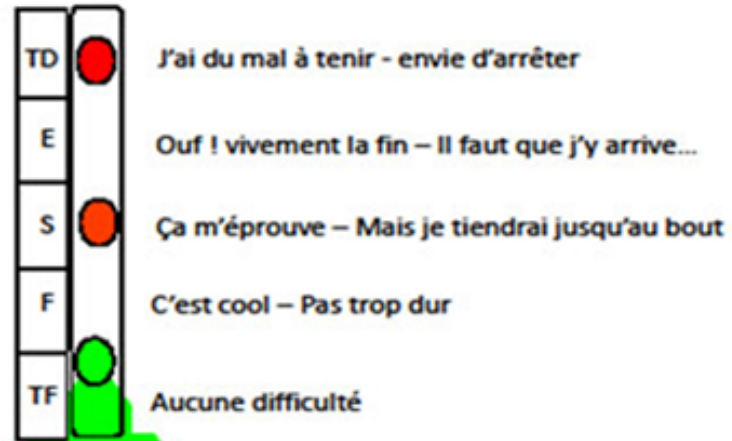 TD J'ai du mal à tenir - envie d'arrêter
E Ouf ! vivement la fin – Il faut que j'y arrive...
S Ça m'éprouve – Mais je tiendrai jusqu'au bout
F C'est cool – Pas trop dur
TF Aucune difficulté